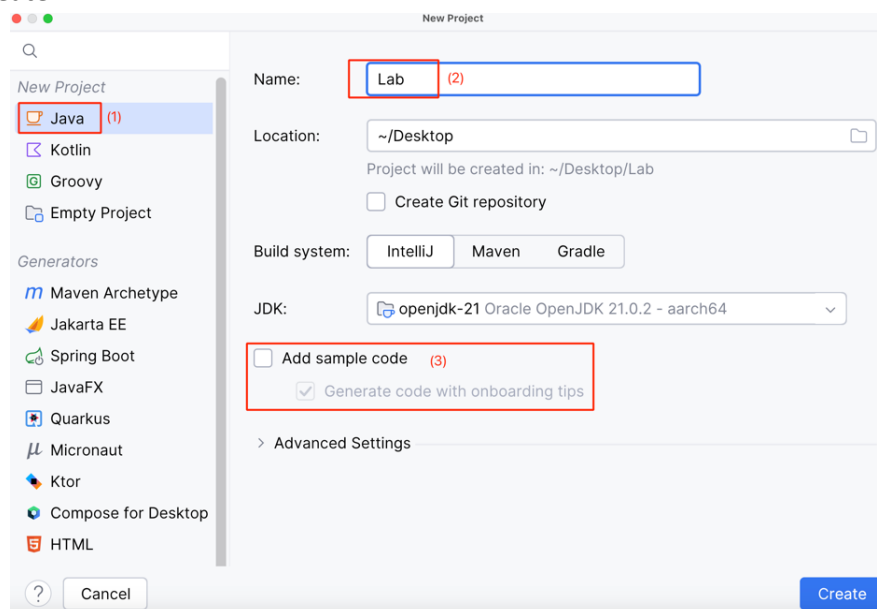 New Project
New Project
Java (1)
Kotlin
Groovy
Empty Project
Generators
Maven Archetype
Jakarta EE
Spring Boot
JavaFX
Quarkus
Micronaut
Ktor
Compose for Desktop
HTML
Name: Lab (2)
Location: ~/Desktop
Project will be created in: ~/Desktop/Lab
Create Git repository
Build system: IntelliJ Maven Gradle
JDK: openjdk-21 Oracle OpenJDK 21.0.2 - aarch64
Add sample code (3)
Generate code with onboarding tips
> Advanced Settings
? Cancel Create